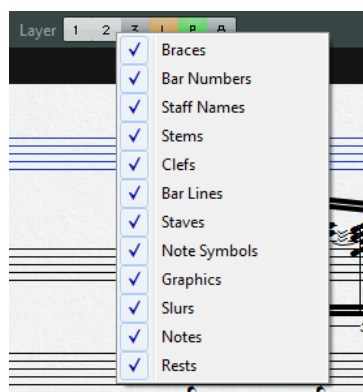 Layer 1 2 3 L P A
Braces
Bar Numbers
Staff Names
Stems
Clefs
Bar Lines
Staves
Note Symbols
Graphics
Slurs
Notes
Rests